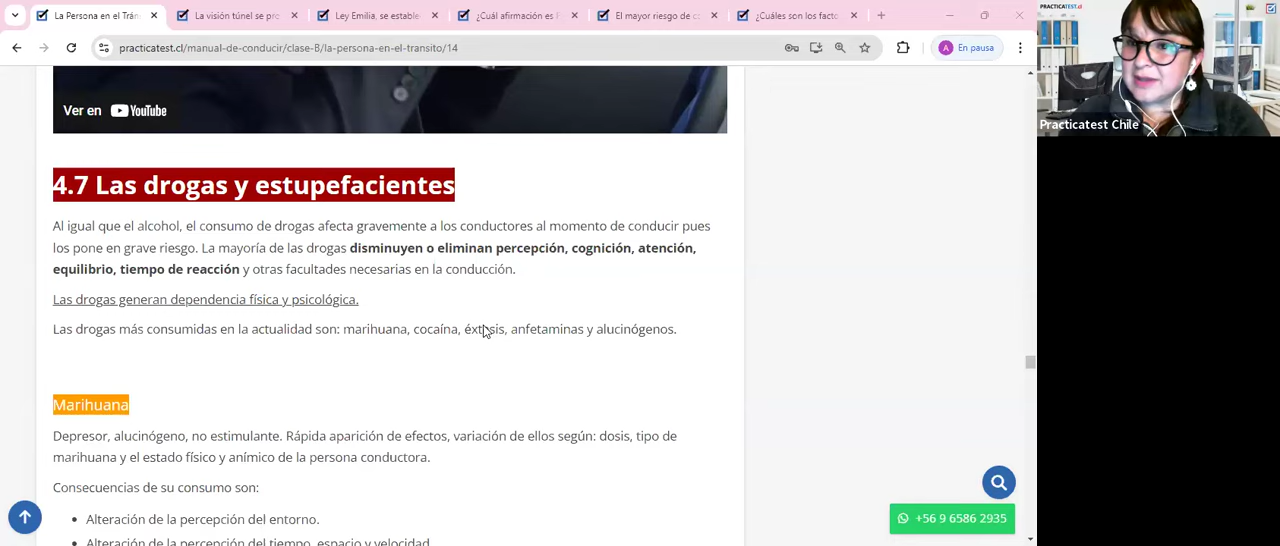 La Persona en el Trán
La visión túnel se pro
Ley Emilia, se estable
¿Cuál afirmación es
El mayor riesgo de c
¿Cuáles son los facto
practicatest.cl/manual-de-conducir/clase-B/la-persona-en-el-transito/14
A
En pausa
PRACTICATEST.cl
Practicatest Chile
Ver en YouTube
4.7 Las drogas y estupefacientes
Al igual que el alcohol, el consumo de drogas afecta gravemente a los conductores al momento de conducir pues
los pone en grave riesgo. La mayoría de las drogas disminuyen o eliminan percepción, cognición, atención,
equilibrio, tiempo de reacción y otras facultades necesarias en la conducción.
Las drogas generan dependencia física y psicológica.
Las drogas más consumidas en la actualidad son: marihuana, cocaína, éxtasis, anfetaminas y alucinógenos.
Marihuana
Depresor, alucinógeno, no estimulante. Rápida aparición de efectos, variación de ellos según: dosis, tipo de
marihuana y el estado físico y anímico de la persona conductora.
Consecuencias de su consumo son:
Alteración de la percepción del entorno.
Alteración de la percepción del tiempo, espacio y velocidad
+56 9 6586 2935